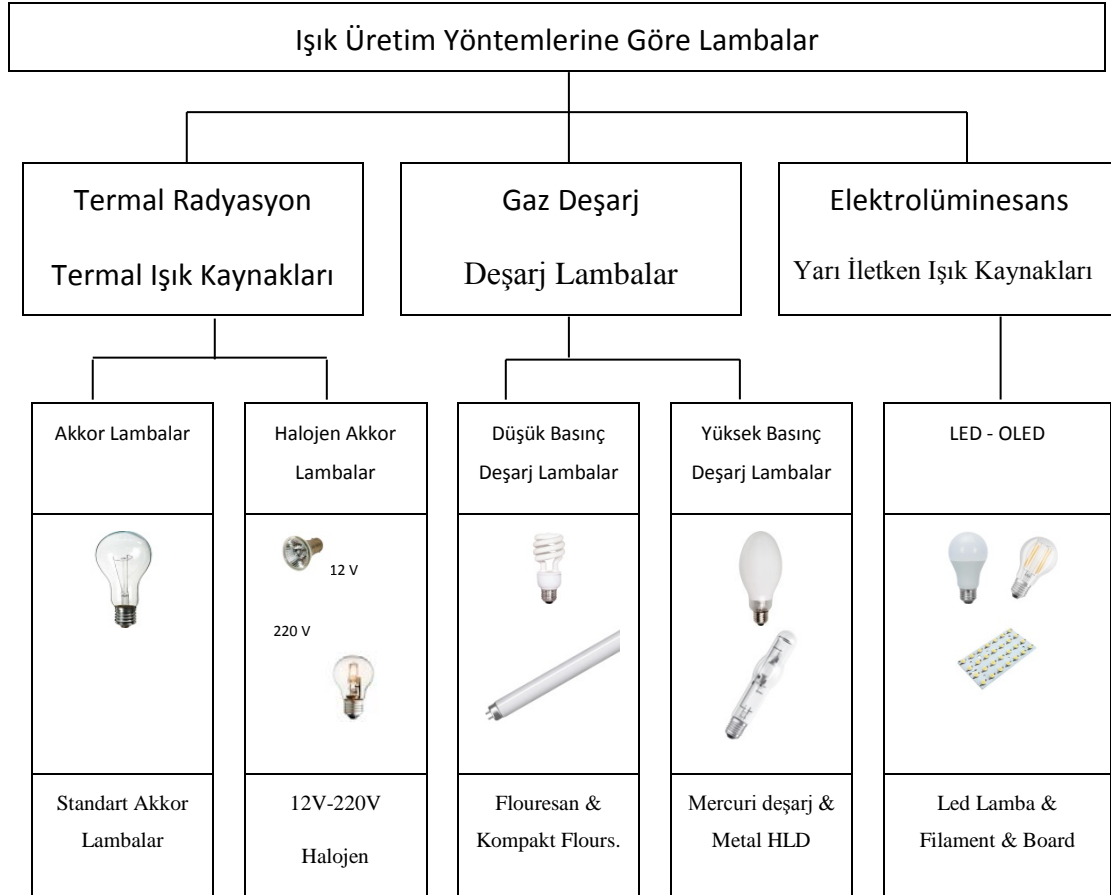 Işık Üretim Yöntemlerine Göre Lambalar
Termal Radyasyon
Termal Işık Kaynakları
Gaz Deşarj
Deşarj Lambalar
Elektrolüminesans
Yarı İletken Işık Kaynakları
Akkor Lambalar
Halojen Akkor
Lambalar
Düşük Basınç
Deşarj Lambalar
Yüksek Basınç
Deşarj Lambalar
LED - OLED
12 V
220 V
Standart Akkor
Lambalar
12V-220V
Halojen
Flouresan &
Kompakt Flours.
Mercuri deşarj &
Metal HLD
Led Lamba &
Filament & Board